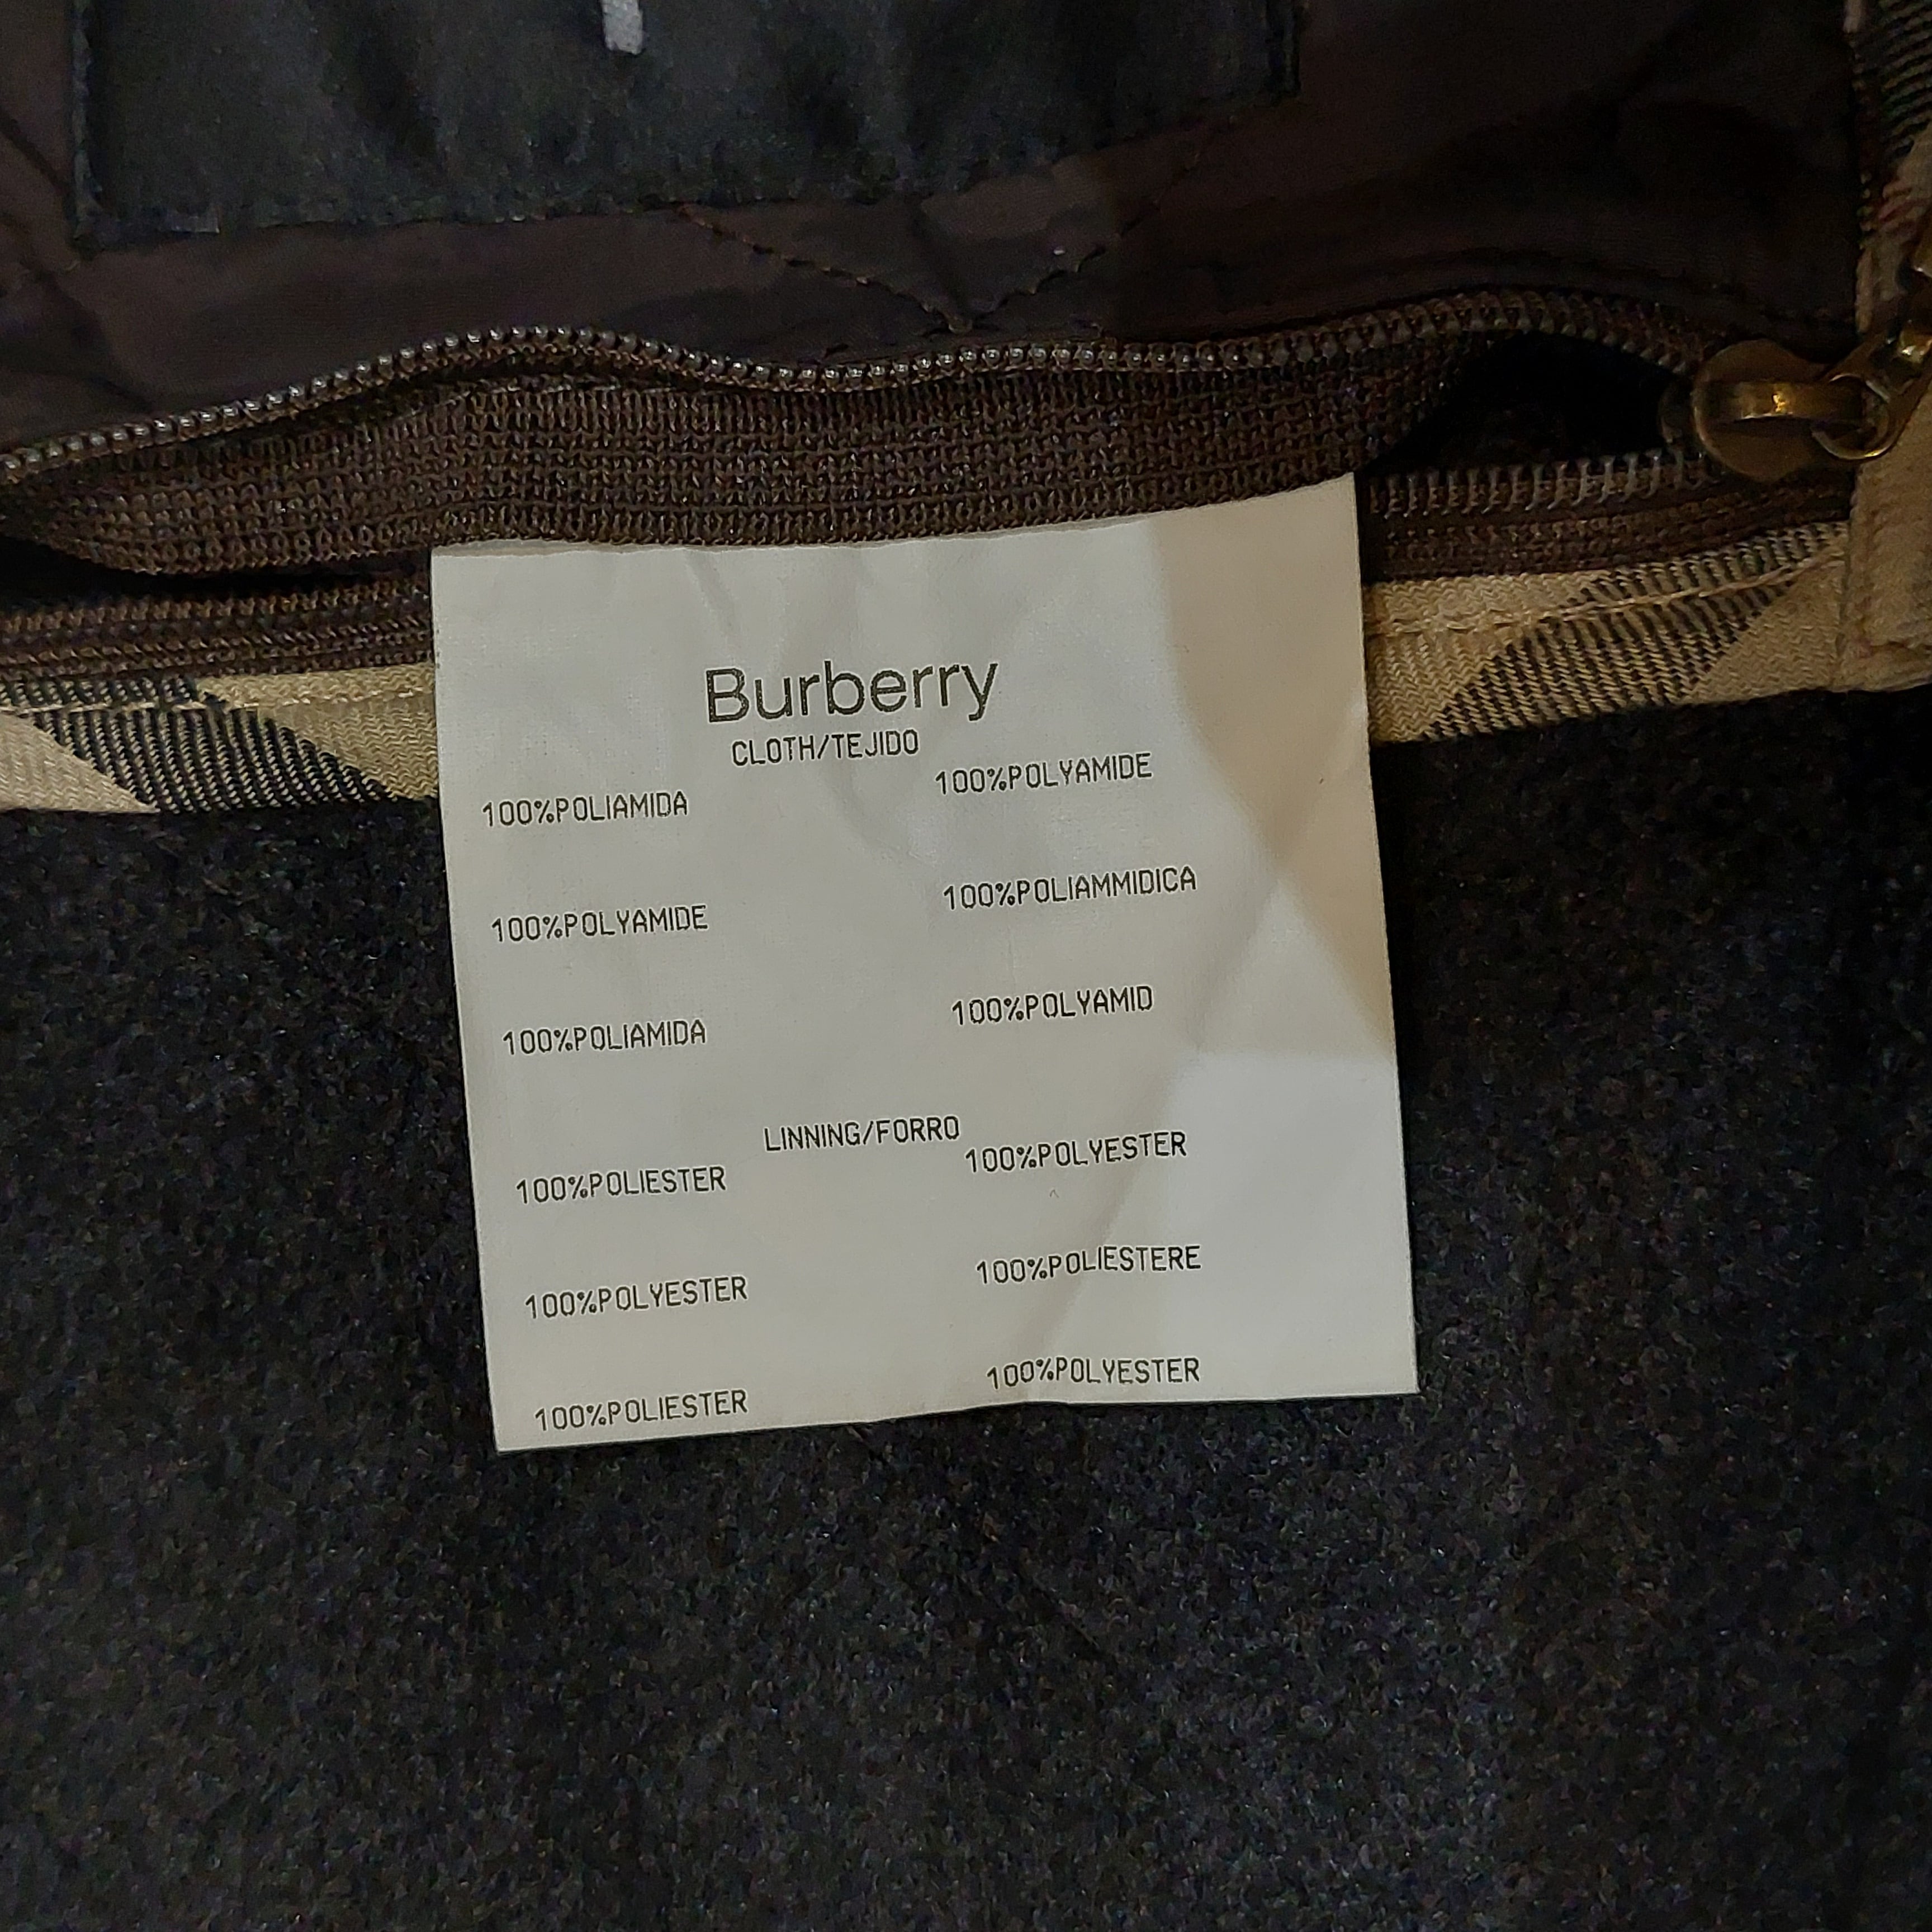 Burberry
CLOTH/TEJIDO
100%POLIAMIDA 100%POLYAMIDE
100%POLYAMIDE 100%POLIAMMIDICA
100%POLIAMIDA 100%POLYAMID
LINNING/FORRO
100%POLIESTER 100%POLYESTER
100%POLYESTER 100%POLIESTERE
100%POLIESTER 100%POLYESTER